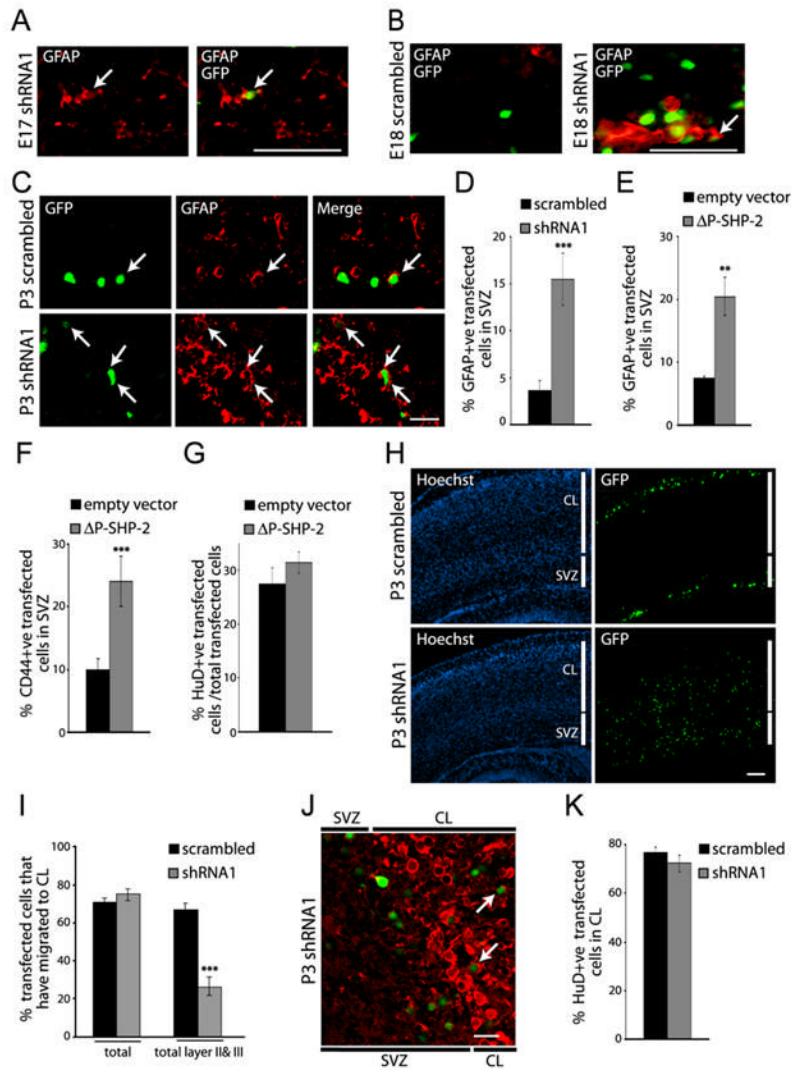 A
E17 shRNA1
GFAP
GFAP
GFP
B
E18 scrambled
GFAP
GFP
E18 shRNA1
GFAP
GFP
C
P3 scrambled
GFP
GFAP
Merge
P3 shRNA1
D
scrambled
shRNA1
% GFAP+ve transfected
cells in SVZ
20
15
10
5
0
***
E
empty vector
ΔP-SHP-2
% GFAP+ve transfected
cells in SVZ
30
20
10
0
**
F
empty vector
ΔP-SHP-2
% CD44+ve transfected
cells in SVZ
30
20
10
0
***
G
empty vector
ΔP-SHP-2
% HuD+ve transfected
cells /total transfected cells
30
20
10
0
H
P3 scrambled
Hoechst
CL
SVZ
GFP
P3 shRNA1
Hoechst
CL
SVZ
GFP
I
scrambled
shRNA1
% transfected cells that
have migrated to CL
100
80
60
40
20
0
***
total
total layer II& III
J
SVZ
CL
P3 shRNA1
SVZ
CL
K
scrambled
shRNA1
% HuD+ve transfected
cells in CL
80
60
40
20
0